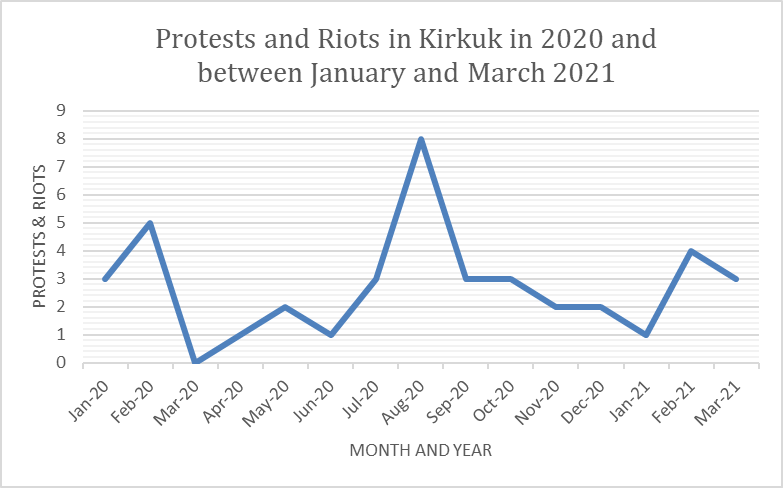 Protests and Riots in Kirkuk in 2020 and
between January and March 2021
PROTESTS & RIOTS
9
8
7
6
5
4
3
2
1
0
Jan-20
Feb-20
Mar-20
Apr-20
May-20
Jun-20
Jul-20
Aug-20
Sep-20
Oct-20
Nov-20
Dec-20
Jan-21
Feb-21
Mar-21
MONTH AND YEAR